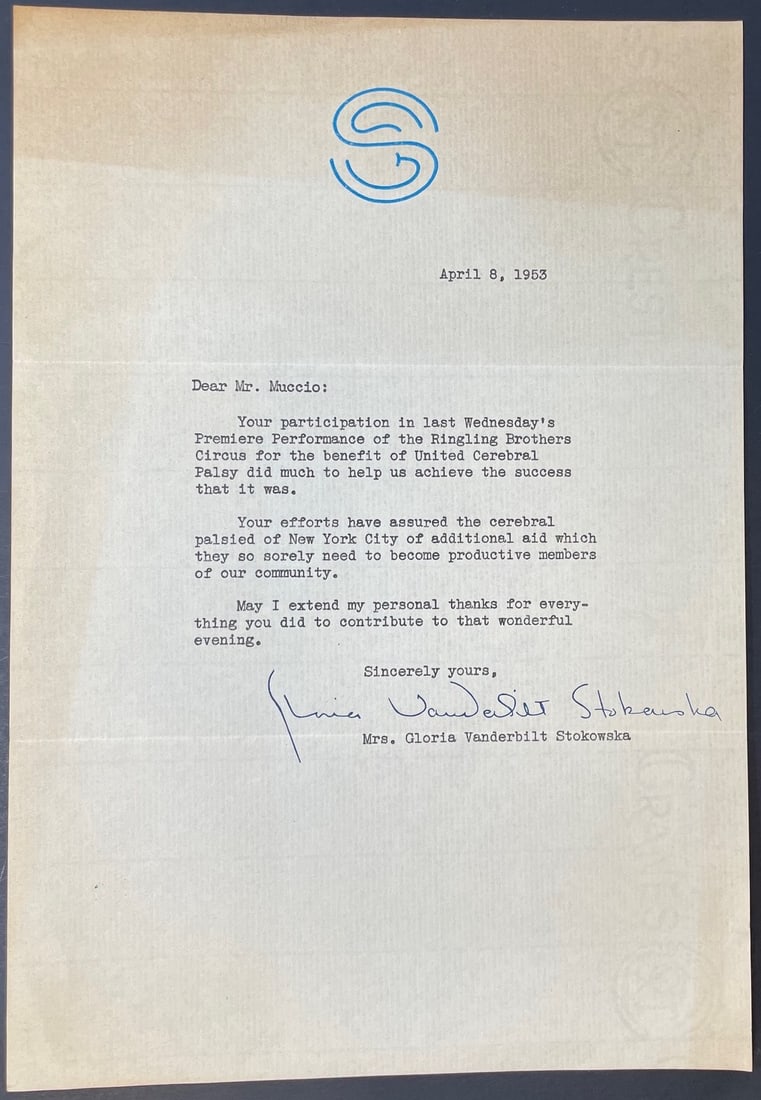 April 8, 1953
Dear Mr. Muccio:
Your participation in last Wednesday's
Premiere Performance of the Ringling Brothers
Circus for the benefit of United Cerebral
Palsy did much to help us achieve the success
that it was.
Your efforts have assured the cerebral
palsied of New York City of additional aid which
they so sorely need to become productive members
of our community.
May I extend my personal thanks for every-
thing you did to contribute to that wonderful
evening.
Sincerely yours,
Gloria Vanderbilt Stokowska
Mrs. Gloria Vanderbilt Stokowska